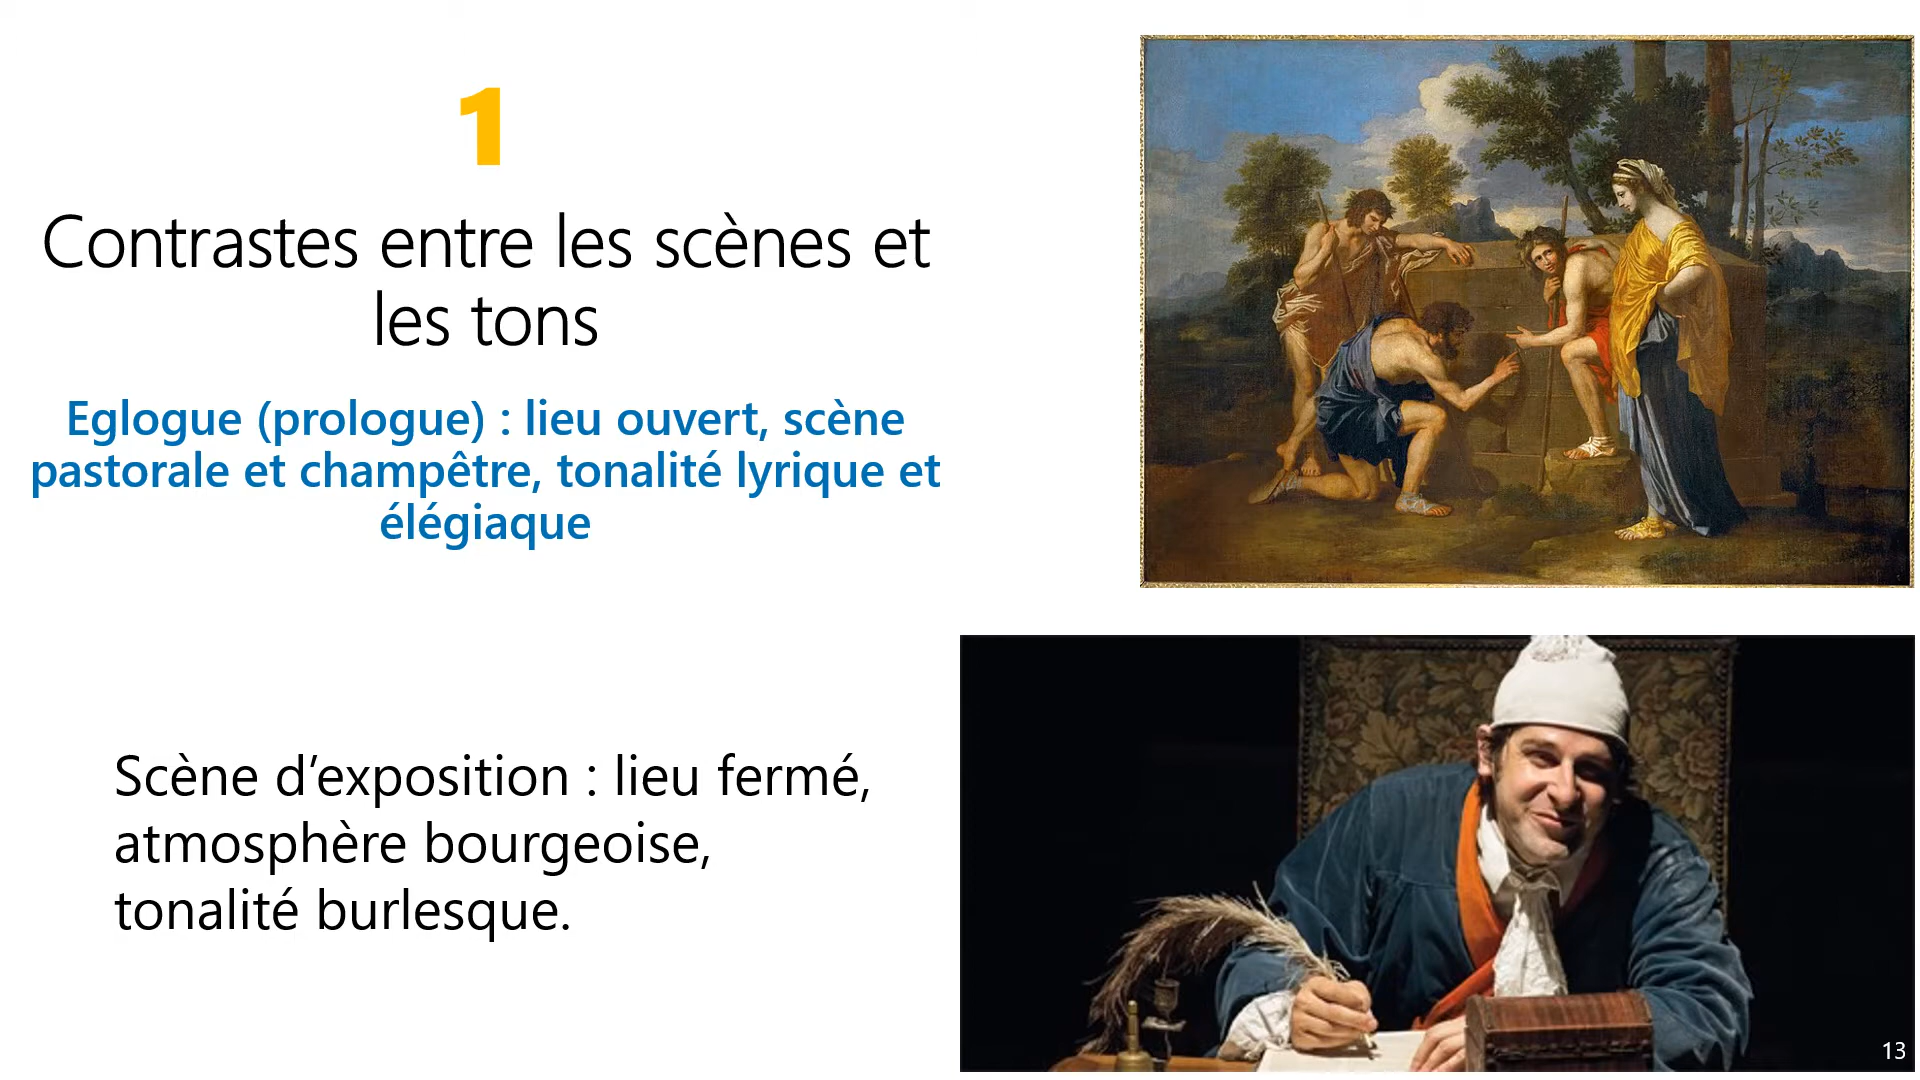 1
Contrastes entre les scènes et
les tons
Eglogue (prologue) : lieu ouvert, scène
pastorale et champêtre, tonalité lyrique et
élégiaque
Scène d’exposition : lieu fermé,
atmosphère bourgeoise,
tonalité burlesque.
13